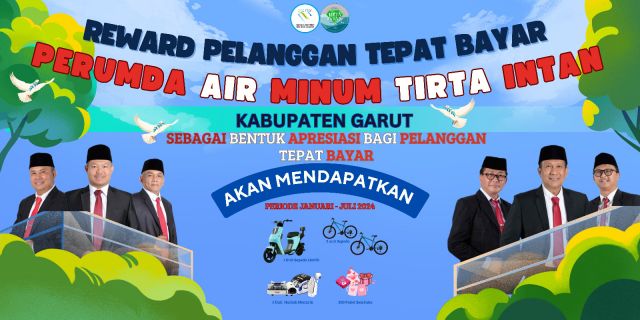 REWARD PELANGGAN TEPAT BAYAR
PERUMDA AIR MINUM TIRTA INTAN
KABUPATEN GARUT
SEBAGAI BENTUK APRESIASI BAGI PELANGGAN
TEPAT BAYAR
AKAN MENDAPATKAN
PERIODE JANUARI - JULI 2024